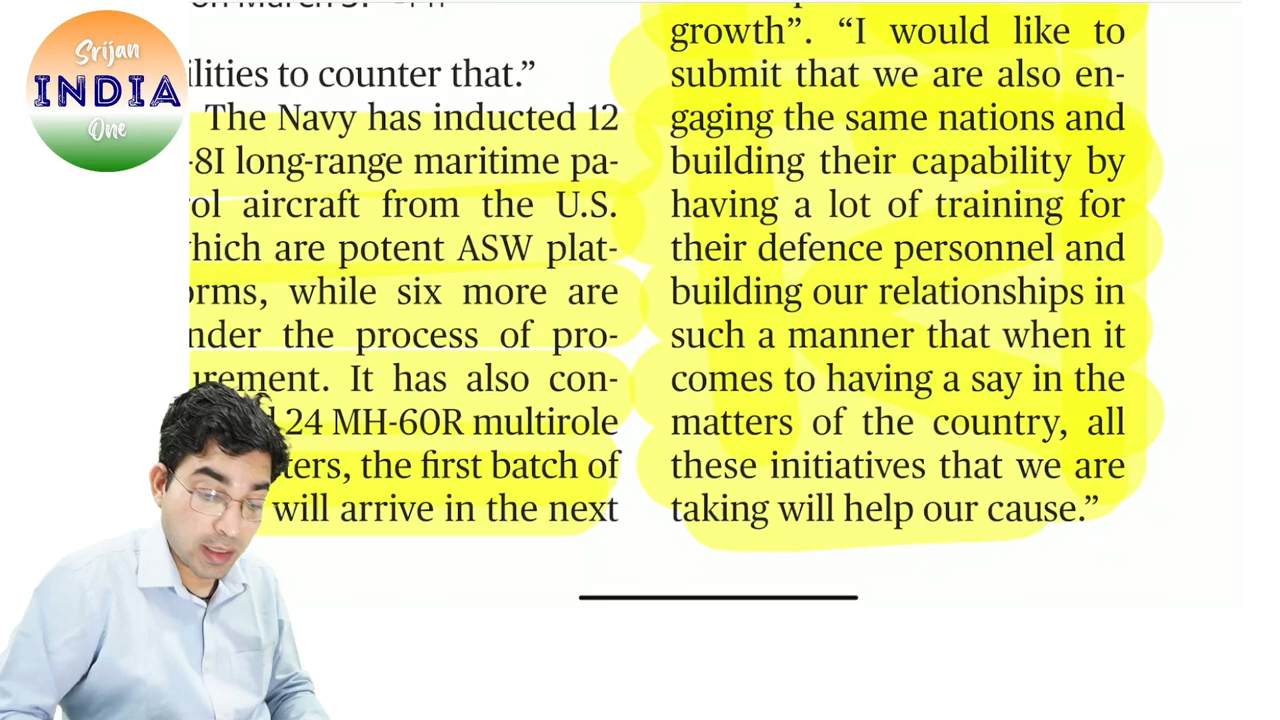 Srijan
INDIA
One
ilities to counter that.”
The Navy has inducted 12
-8I long-range maritime pa-
ol aircraft from the U.S.
hich are potent ASW plat-
orms, while six more are
nder the process of pro-
urement. It has also con-
24 MH-60R multirole
ters, the first batch of
will arrive in the next
growth”. “I would like to
submit that we are also en-
gaging the same nations and
building their capability by
having a lot of training for
their defence personnel and
building our relationships in
such a manner that when it
comes to having a say in the
matters of the country, all
these initiatives that we are
taking will help our cause.”